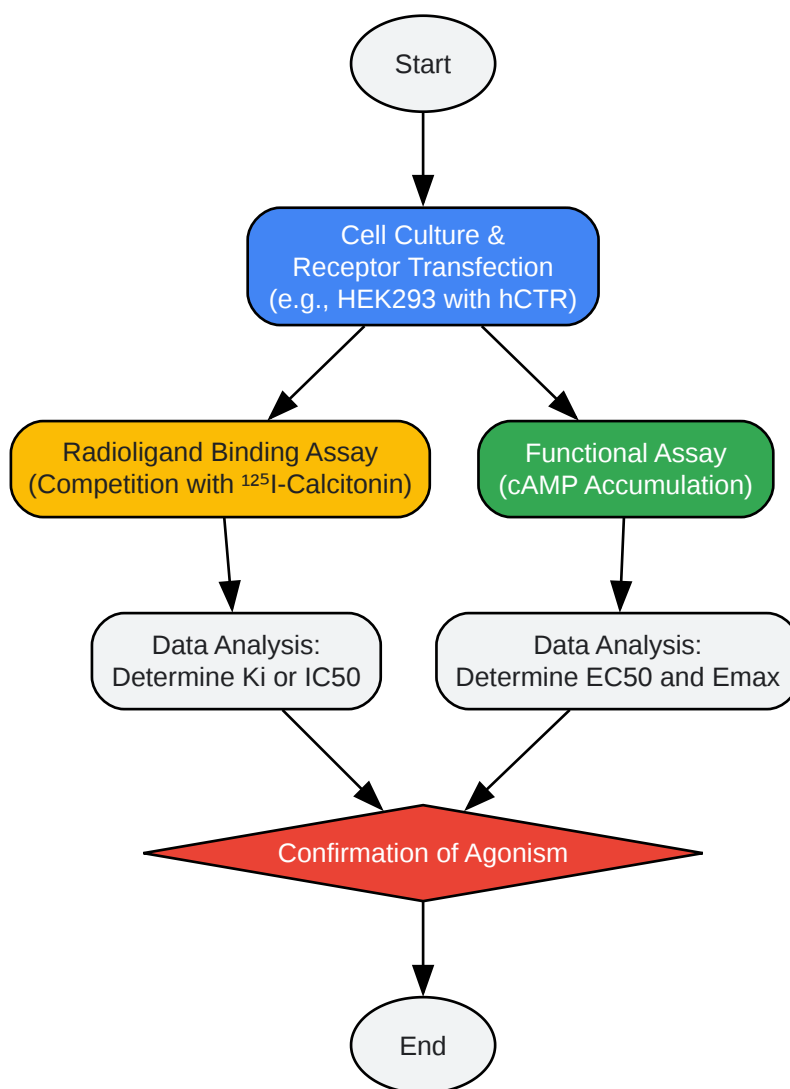 Start
Cell Culture &
Receptor Transfection
(e.g., HEK293 with hCTR)
Radioligand Binding Assay
(Competition with ¹²⁵I-Calcitonin)
Functional Assay
(cAMP Accumulation)
Data Analysis:
Determine Ki or IC50
Data Analysis:
Determine EC50 and Emax
Confirmation of Agonism
End